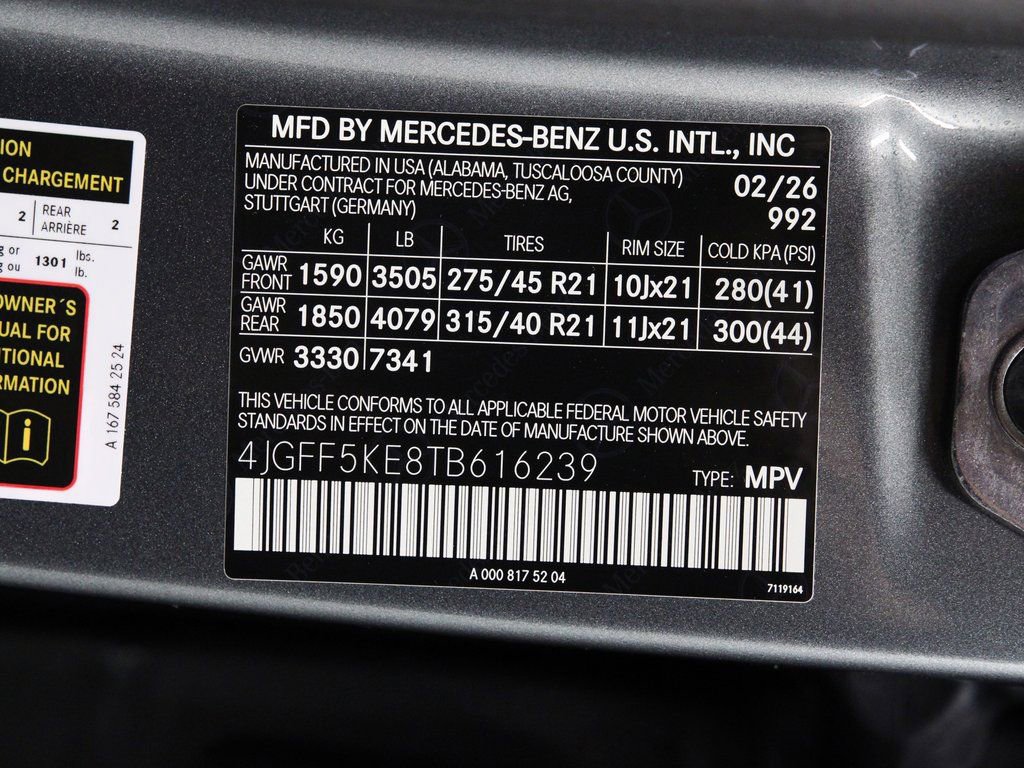 ION
CHARGEMENT
2 REAR ARRIÈRE 2
or lbs.
ou 1301 lb.
OWNER´S
UAL FOR
ITIONAL
RMATION
i
A 167 584 25 24
MFD BY MERCEDES-BENZ U.S. INTL., INC
MANUFACTURED IN USA (ALABAMA, TUSCALOOSA COUNTY)
UNDER CONTRACT FOR MERCEDES-BENZ AG,
STUTTGART (GERMANY)
02/26
992
KG LB TIRES RIM SIZE COLD KPA (PSI)
GAWR FRONT 1590 3505 275/45 R21 10Jx21 280(41)
GAWR REAR 1850 4079 315/40 R21 11Jx21 300(44)
GVWR 3330 7341
THIS VEHICLE CONFORMS TO ALL APPLICABLE FEDERAL MOTOR VEHICLE SAFETY
STANDARDS IN EFFECT ON THE DATE OF MANUFACTURE SHOWN ABOVE.
4JGFF5KE8TB616239
TYPE: MPV
A 000 817 52 04
7119164